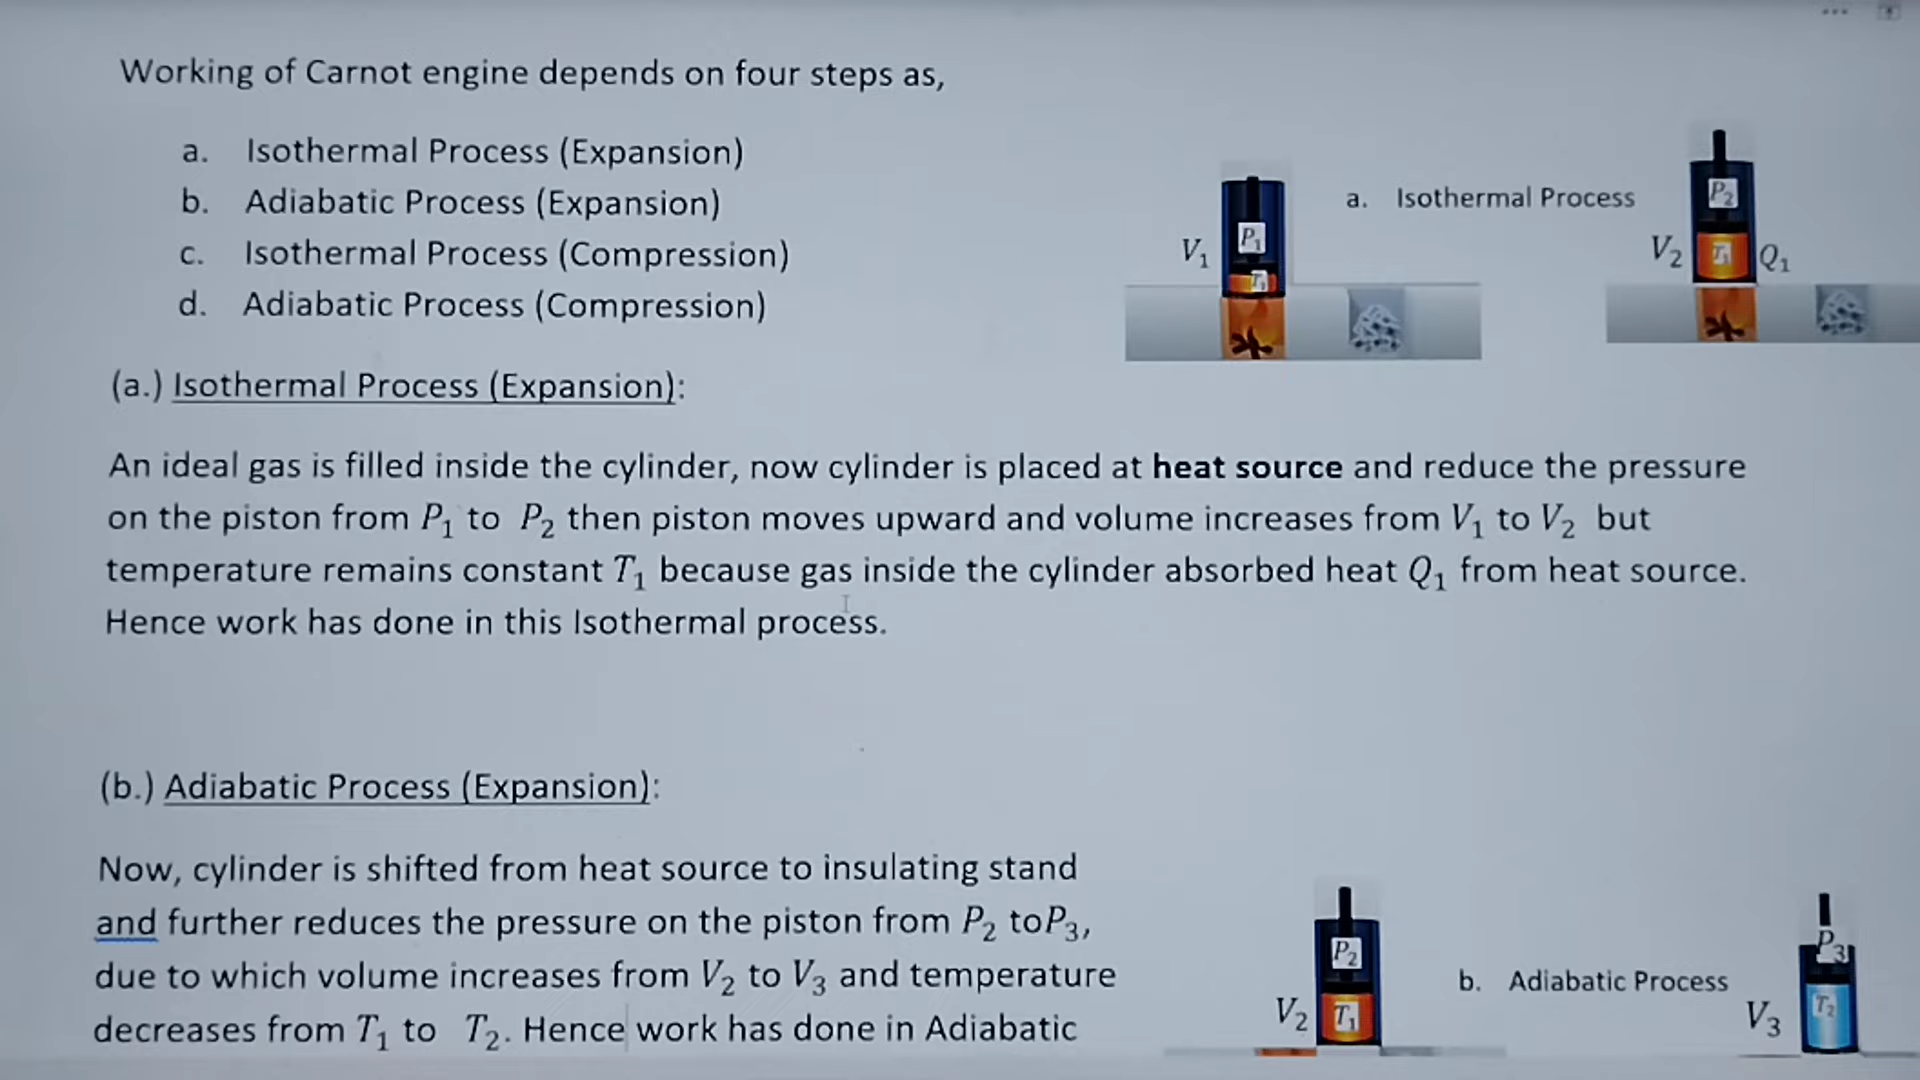 Working of Carnot engine depends on four steps as,
a. Isothermal Process (Expansion)
b. Adiabatic Process (Expansion)
c. Isothermal Process (Compression)
d. Adiabatic Process (Compression)
V₁ P₁ T₁
a. Isothermal Process
P₂ V₂ T₁ Q₁
(a.) Isothermal Process (Expansion):
An ideal gas is filled inside the cylinder, now cylinder is placed at heat source and reduce the pressure
on the piston from P₁ to P₂ then piston moves upward and volume increases from V₁ to V₂ but
temperature remains constant T₁ because gas inside the cylinder absorbed heat Q₁ from heat source.
Hence work has done in this Isothermal process.
(b.) Adiabatic Process (Expansion):
Now, cylinder is shifted from heat source to insulating stand
and further reduces the pressure on the piston from P₂ toP₃,
due to which volume increases from V₂ to V₃ and temperature
decreases from T₁ to T₂. Hence work has done in Adiabatic
P₂ V₂ T₁
b. Adiabatic Process
P₃ V₃ T₂